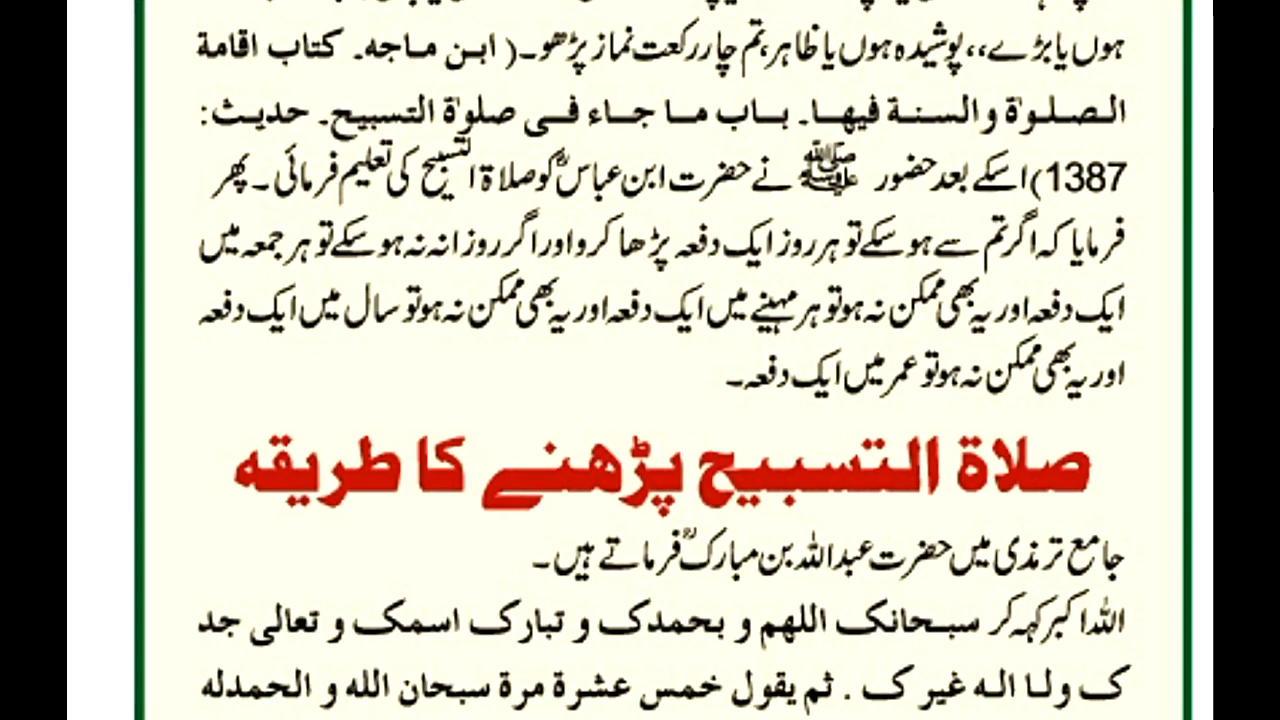 ہوں یا بڑے،، پوشیدہ ہوں یا ظاہر، تم چار رکعت نماز پڑھو۔( ابن ماجہ۔ کتاب اقامة
الصلوٰة والسنة فیھا۔ باب ما جاء فی صلوٰة التسبیح۔ حدیث:
1387) اسکے بعد حضور ﷺ نے حضرت ابن عباسؓ کو صلاة التسبیح کی تعلیم فرمائی۔ پھر
فرمایا کہ اگر تم سے ہو سکے تو ہر روز ایک دفعہ پڑھا کرو اور اگر روزانہ نہ ہو سکے تو ہر جمعہ میں
ایک دفعہ اور یہ بھی ممکن نہ ہو تو ہر مہینے میں ایک دفعہ اور یہ بھی ممکن نہ ہو تو سال میں ایک دفعہ
اور یہ بھی ممکن نہ ہو تو عمر میں ایک دفعہ۔
صلاة التسبیح پڑھنے کا طریقہ
جامع ترمذی میں حضرت عبداللہ بن مبارکؒ فرماتے ہیں۔
اللہ اکبر کہہ کر سبحانک اللھم و بحمدک و تبارک اسمک و تعالی جد
ک ولا الہ غیر ک . ثم یقول خمس عشرة مرة سبحان اللہ و الحمدلہ